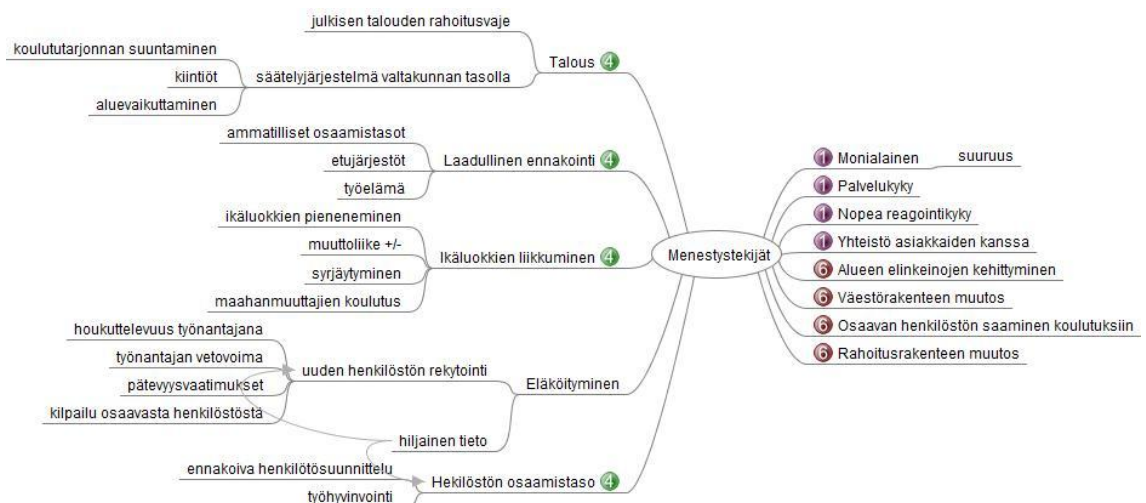 julkisen talouden rahoitusvaje
koulututarjonnan suuntaminen
kiintiöt
aluevaikuttaminen
säätelyjärjestelmä valtakunnan tasolla
Talous 4
ammatilliset osaamistasot
etujärjestöt
työelämä
Laadullinen ennakointi 4
ikäluokkien pieneneminen
muuttoliike +/-
syrjäytyminen
maahanmuuttajien koulutus
Ikäluokkien liikkuminen 4
houkuttelevuus työnantajana
työnantajan vetovoima
pätevyysvaatimukset
kilpailu osaavasta henkilöstöstä
uuden henkilöstön rekytointi
hiljainen tieto
Eläköityminen
ennakoiva henkilötösuunnittelu
työhyvinvointi
Hekilöstön osaamistaso 4
Menestystekijät
1 Monialainen
suuruus
1 Palvelukyky
1 Nopea reagointikyky
1 Yhteistö asiakkaiden kanssa
6 Alueen elinkeinojen kehittyminen
6 Väestörakenteen muutos
6 Osaavan henkilöstön saaminen koulutuksiin
6 Rahoitusrakenteen muutos